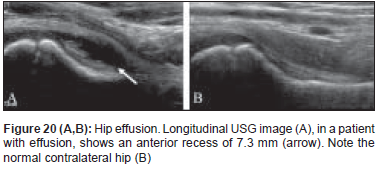 A
B
Figure 20 (A,B): Hip effusion. Longitudinal USG image (A), in a patient
with effusion, shows an anterior recess of 7.3 mm (arrow). Note the
normal contralateral hip (B)